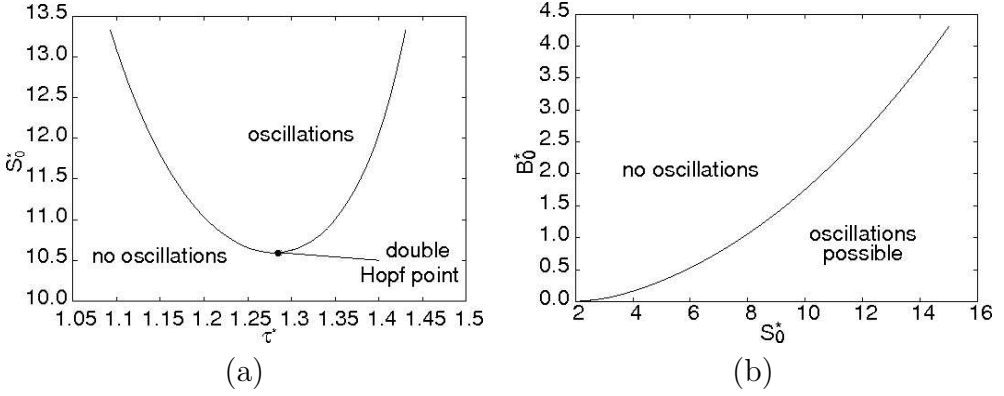 13.5
13.0
12.5
12.0
11.5
11.0
10.5
10.0
S*0
oscillations
no oscillations
double
Hopf point
1.05 1.1 1.15 1.2 1.25 1.3 1.35 1.4 1.45 1.5
τ*
(a)
4.5
4.0
3.5
3.0
2.5
2.0
1.5
1.0
0.5
0.0
B*0
no oscillations
oscillations
possible
2 4 6 8 10 12 14 16
S*0
(b)